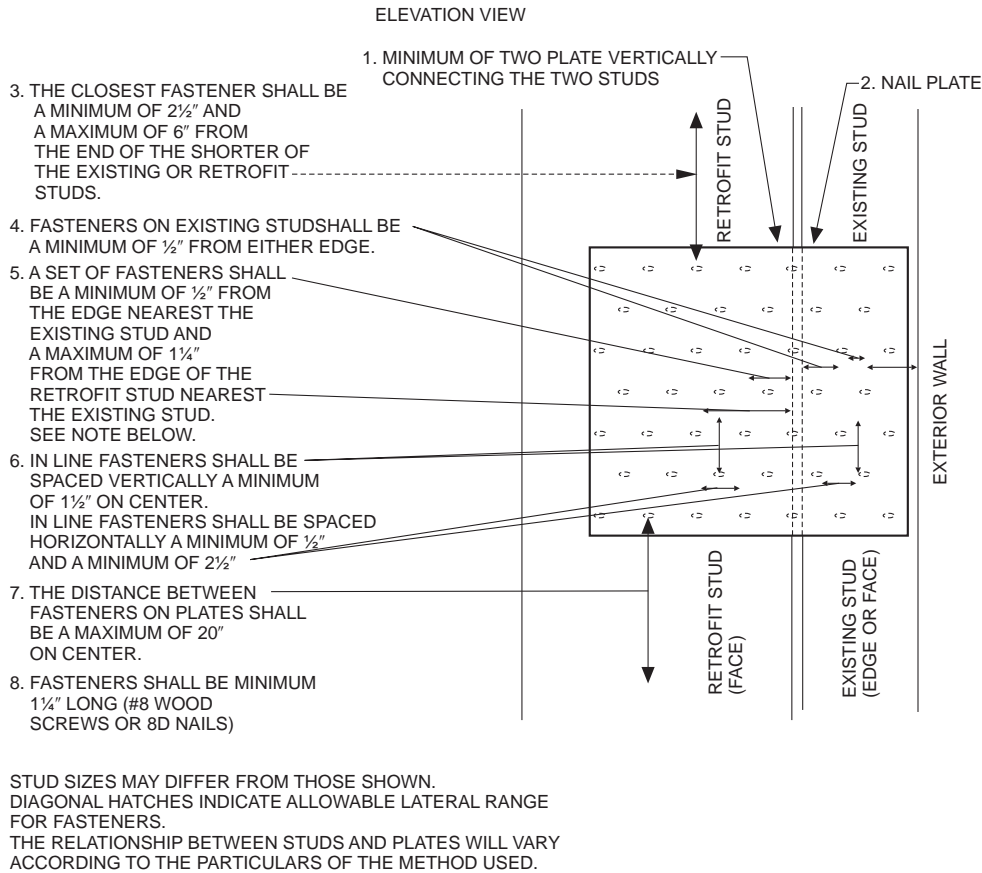 ELEVATION VIEW
1. MINIMUM OF TWO PLATE VERTICALLY
CONNECTING THE TWO STUDS
2. NAIL PLATE
3. THE CLOSEST FASTENER SHALL BE
A MINIMUM OF 2½″ AND
A MAXIMUM OF 6″ FROM
THE END OF THE SHORTER OF
THE EXISTING OR RETROFIT
STUDS.
4. FASTENERS ON EXISTING STUDSHALL BE
A MINIMUM OF ½″ FROM EITHER EDGE.
5. A SET OF FASTENERS SHALL
BE A MINIMUM OF ½″ FROM
THE EDGE NEAREST THE
EXISTING STUD AND
A MAXIMUM OF 1¼″
FROM THE EDGE OF THE
RETROFIT STUD NEAREST
THE EXISTING STUD.
SEE NOTE BELOW.
6. IN LINE FASTENERS SHALL BE
SPACED VERTICALLY A MINIMUM
OF 1½″ ON CENTER.
IN LINE FASTENERS SHALL BE SPACED
HORIZONTALLY A MINIMUM OF ½″
AND A MINIMUM OF 2½″
7. THE DISTANCE BETWEEN
FASTENERS ON PLATES SHALL
BE A MAXIMUM OF 20″
ON CENTER.
8. FASTENERS SHALL BE MINIMUM
1¼″ LONG (#8 WOOD
SCREWS OR 8D NAILS)
RETROFIT STUD
EXISTING STUD
EXTERIOR WALL
RETROFIT STUD
(FACE)
EXISTING STUD
(EDGE OR FACE)
STUD SIZES MAY DIFFER FROM THOSE SHOWN.
DIAGONAL HATCHES INDICATE ALLOWABLE LATERAL RANGE
FOR FASTENERS.
THE RELATIONSHIP BETWEEN STUDS AND PLATES WILL VARY
ACCORDING TO THE PARTICULARS OF THE METHOD USED.